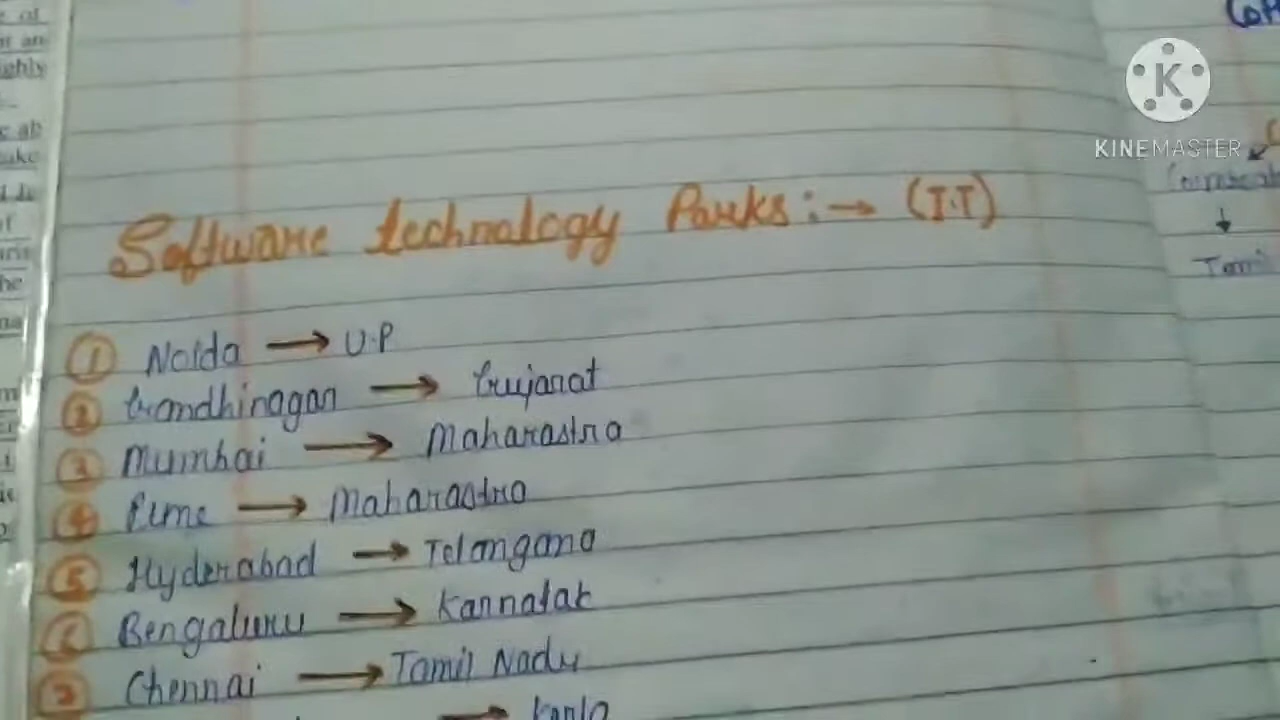 KINEMASTER
Software technology Parks :→ (I.T)
① Noida → U.P
② Gandhinagar → Gujarat
③ Mumbai → Maharastra
④ Pune → Maharastra
⑤ Hyderabad → Telangana
⑥ Bengaluru → Karnatak
⑦ Chennai → Tamil Nadu
→
Tamil